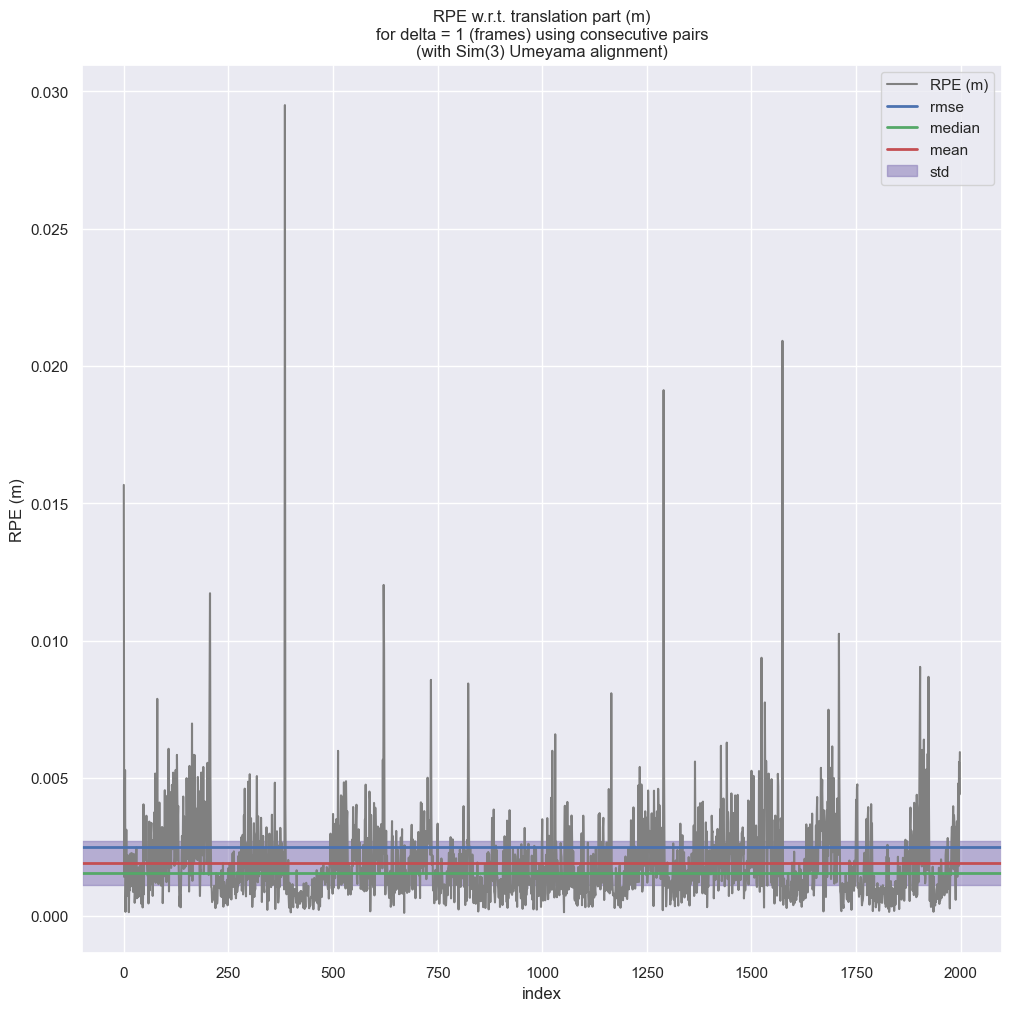 RPE w.r.t. translation part (m)
for delta = 1 (frames) using consecutive pairs
(with Sim(3) Umeyama alignment)
RPE (m)
rmse
median
mean
std
0.030
0.025
0.020
0.015
0.010
0.005
0.000
RPE (m)
0 250 500 750 1000 1250 1500 1750 2000
index